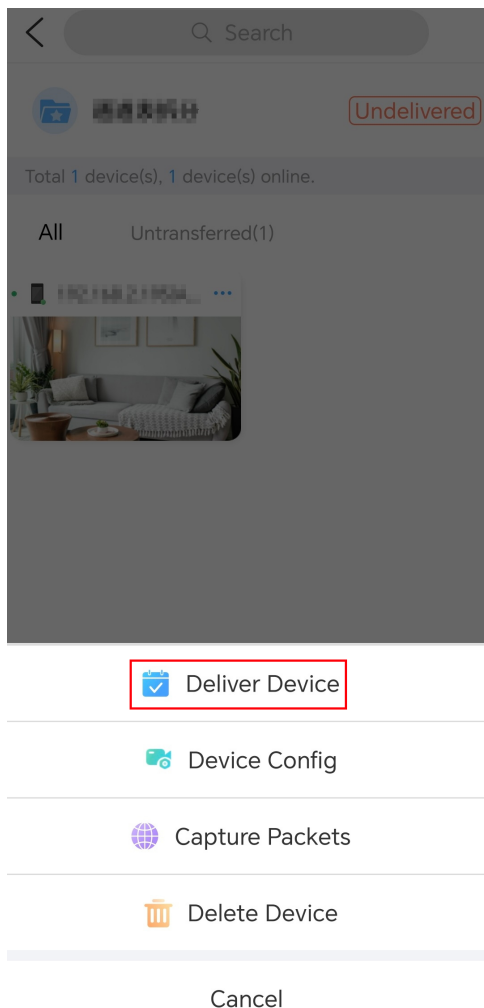 Search
Undelivered
Total 1 device(s), 1 device(s) online.
All Untransferred(1)
Deliver Device
Device Config
Capture Packets
Delete Device
Cancel